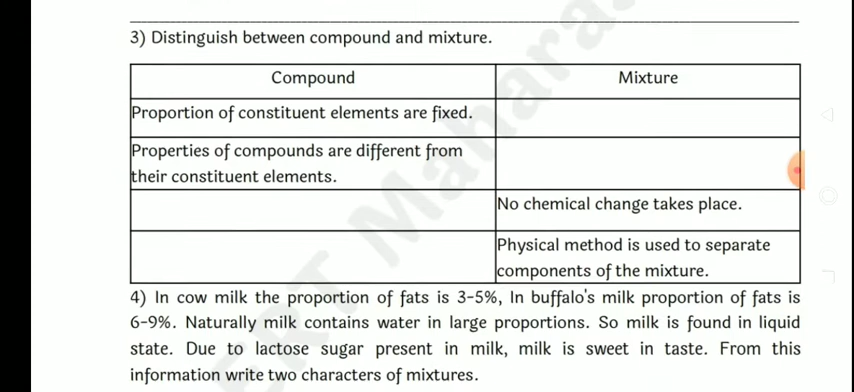 3) Distinguish between compound and mixture.
Compound Mixture
Proportion of constituent elements are fixed.
Properties of compounds are different from
their constituent elements.
No chemical change takes place.
Physical method is used to separate
components of the mixture.
4) In cow milk the proportion of fats is 3-5%, In buffalo's milk proportion of fats is
6-9%. Naturally milk contains water in large proportions. So milk is found in liquid
state. Due to lactose sugar present in milk, milk is sweet in taste. From this
information write two characters of mixtures.
ERT Maharas